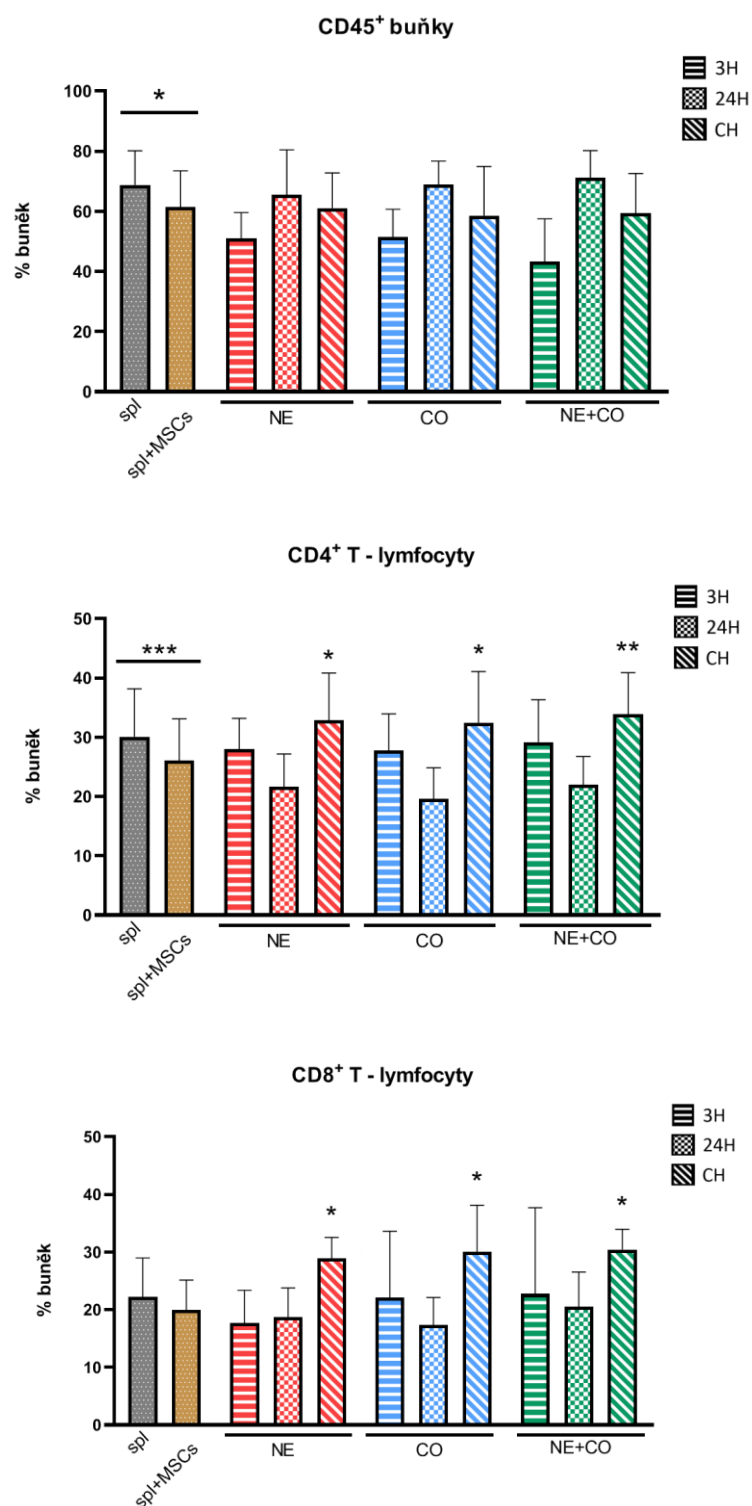 CD45⁺ buňky
3H
24H
CH
% buněk
100
80
60
40
20
0
*
spl
spl+MSCs
NE
CO
NE+CO
CD4⁺ T - lymfocyty
3H
24H
CH
% buněk
50
40
30
20
10
0
***
*
*
**
spl
spl+MSCs
NE
CO
NE+CO
CD8⁺ T - lymfocyty
3H
24H
CH
% buněk
50
40
30
20
10
0
*
*
*
spl
spl+MSCs
NE
CO
NE+CO